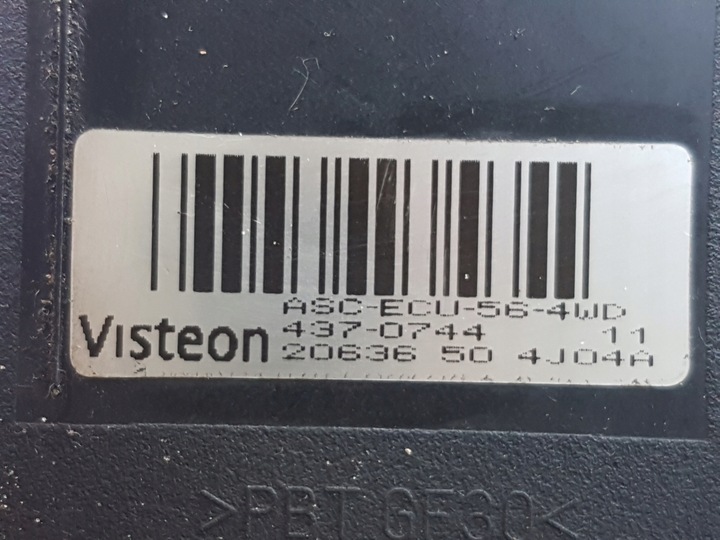 ASC-ECU-56-4WD
Visteon 437-0744 11
20636 50 4J04A
>PBT GF30<